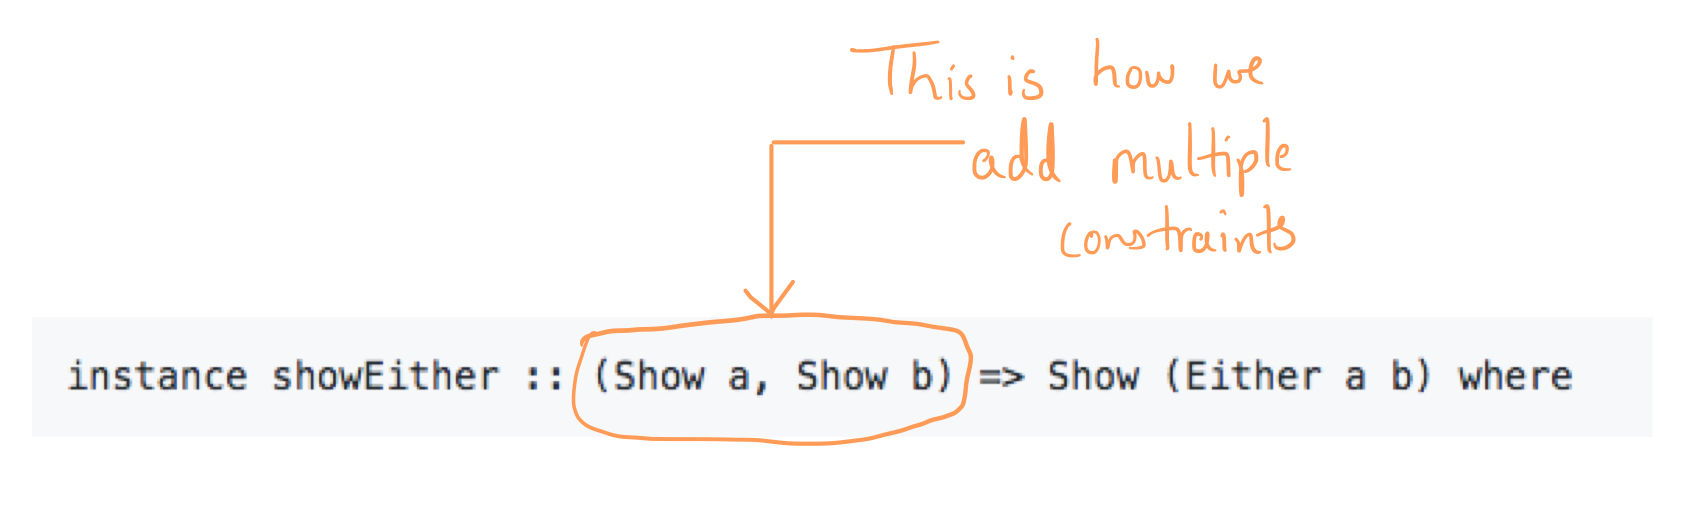 This is how we
add multiple
constraints
instance showEither :: (Show a, Show b) => Show (Either a b) where